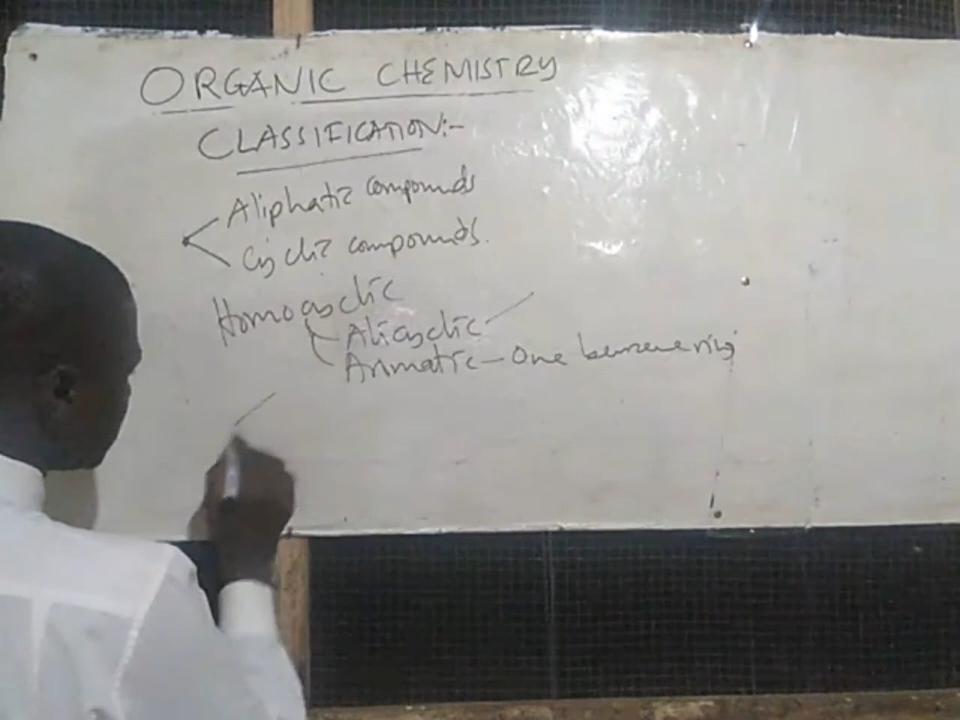 ORGANIC CHEMISTRY
CLASSIFICATION:-
Aliphatic compounds
Cyclic compounds.
Homocyclic
Alicyclic
Aromatic - One benzene ring